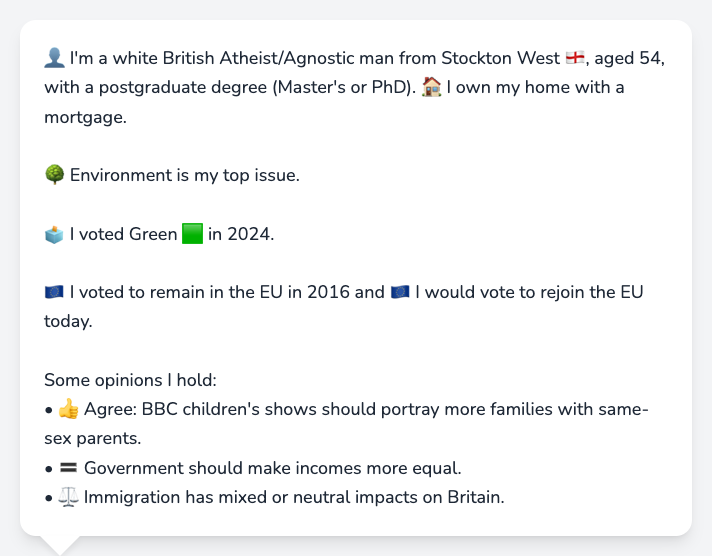 👤 I'm a white British Atheist/Agnostic man from Stockton West 🏴󠁧󠁢󠁥󠁮󠁧󠁿, aged 54,
with a postgraduate degree (Master's or PhD). 🏠 I own my home with a
mortgage.
🌳 Environment is my top issue.
🗳️ I voted Green 🟩 in 2024.
🇪🇺 I voted to remain in the EU in 2016 and 🇪🇺 I would vote to rejoin the EU
today.
Some opinions I hold:
• 👍 Agree: BBC children's shows should portray more families with same-
sex parents.
• 🟰 Government should make incomes more equal.
• ⚖️ Immigration has mixed or neutral impacts on Britain.